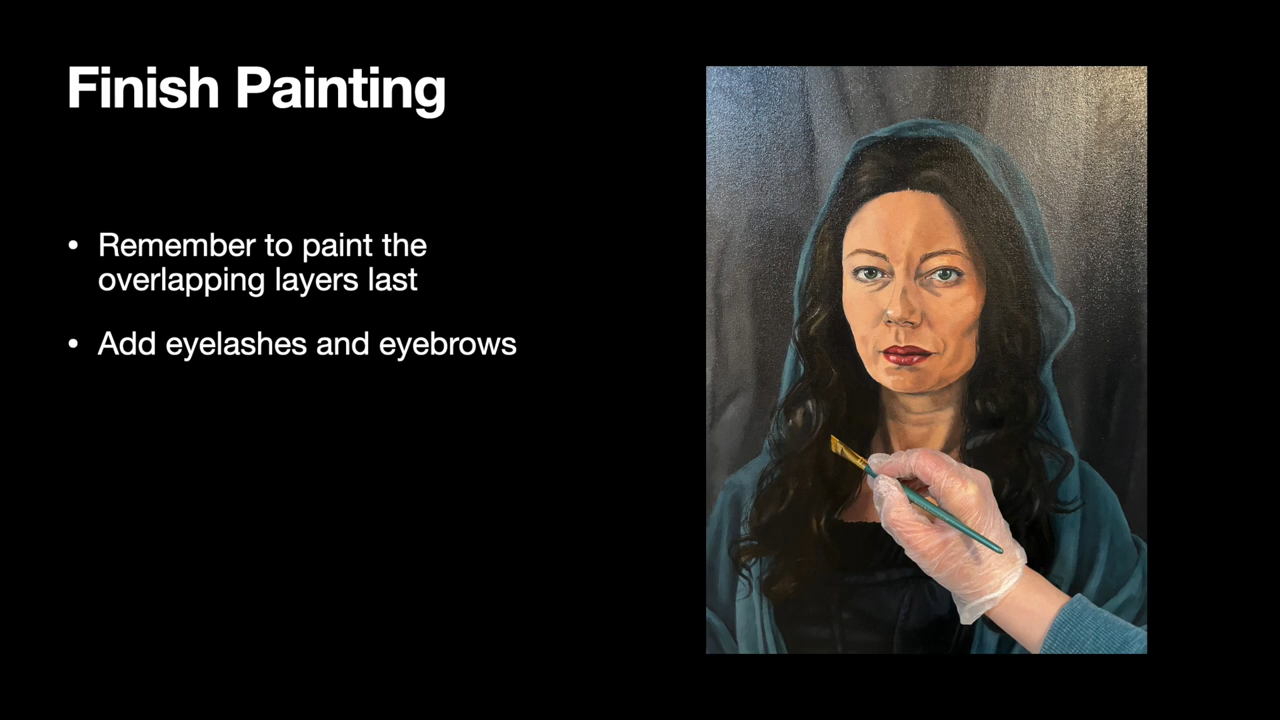 Finish Painting
• Remember to paint the
overlapping layers last
• Add eyelashes and eyebrows